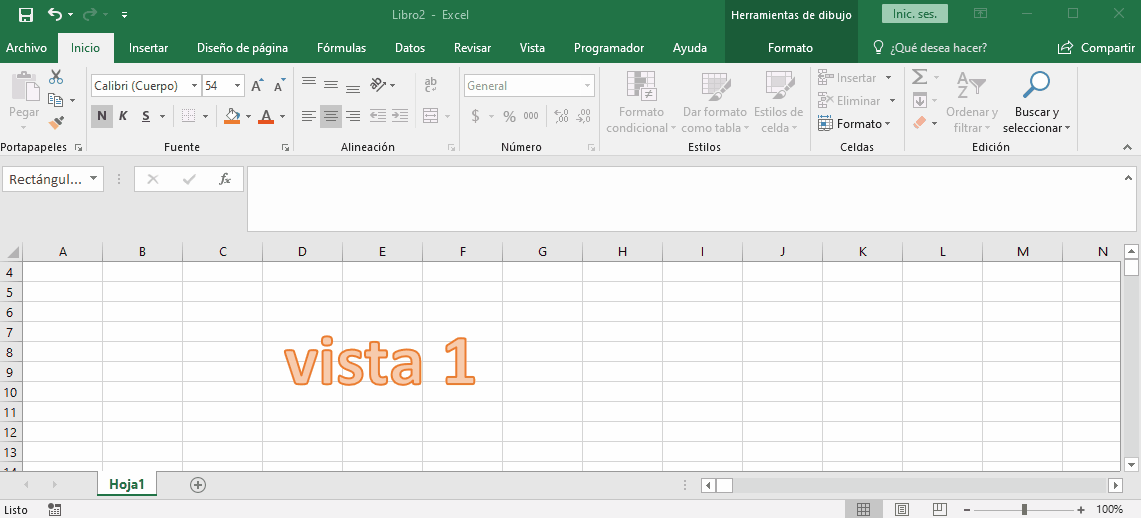 Libro2 - Excel
Herramientas de dibujo
Inic. ses.
Archivo Inicio Insertar Diseño de página Fórmulas Datos Revisar Vista Programador Ayuda Formato ¿Qué desea hacer? Compartir
Pegar
Calibri (Cuerpo) 54 A A
N K S A
ab
c
General
$ % 000
Formato condicional
Dar formato como tabla
Estilos de celda
Insertar
Eliminar
Formato
Ordenar y filtrar
Buscar y seleccionar
Portapapeles Fuente Alineación Número Estilos Celdas Edición
Rectángul... fx
A B C D E F G H I J K L M N
4
5
6
7
8
9
10
11
12
13
14
vista 1
Hoja1
Listo 100%